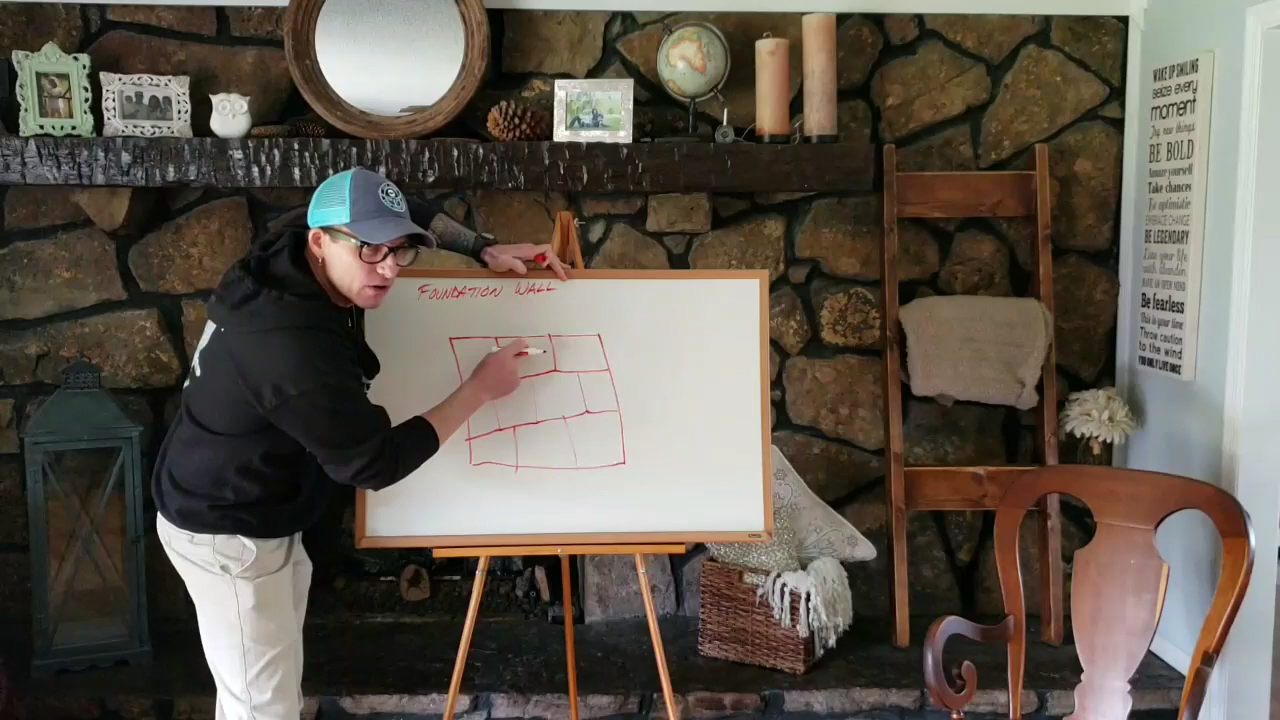 FOUNDATION WALL
WAKE UP SMILING
seize every
moment
Try new things
BE BOLD
Amaze yourself
Take chances
Be optimistic
EMBRACE CHANGE
BE LEGENDARY
Live your life
with abandon
HAVE AN OPEN MIND
Be fearless
This is your time
Throw caution
to the wind
YOU ONLY LIVE ONCE